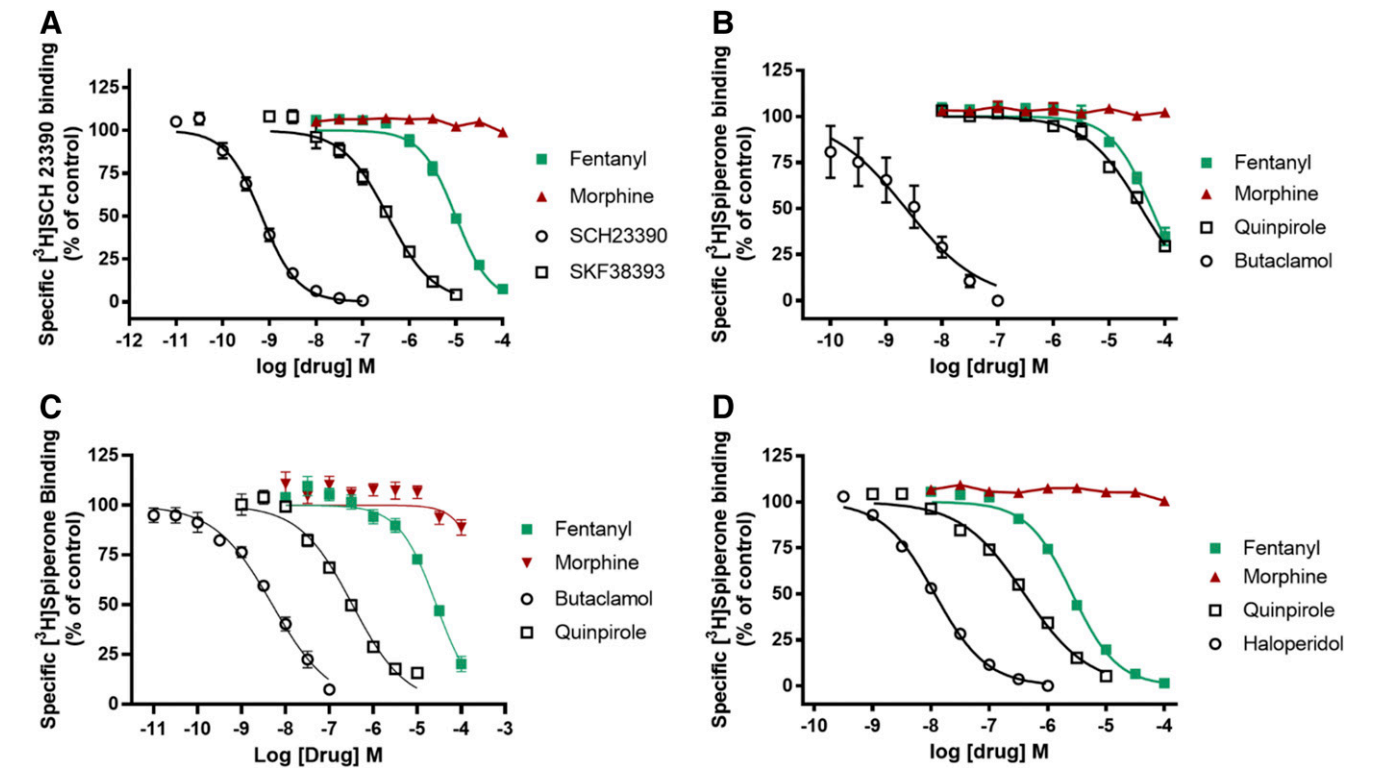 A
Specific [³H]SCH 23390 binding
(% of control)
125
100
75
50
25
0
-12 -11 -10 -9 -8 -7 -6 -5 -4
log [drug] M
Fentanyl
Morphine
SCH23390
SKF38393
B
Specific [³H]Spiperone binding
(% of control)
125
100
75
50
25
0
-10 -9 -8 -7 -6 -5 -4
log [drug] M
Fentanyl
Morphine
Quinpirole
Butaclamol
C
Specific [³H]Spiperone Binding
(% of control)
125
100
75
50
25
0
-11 -10 -9 -8 -7 -6 -5 -4 -3
Log [Drug] M
Fentanyl
Morphine
Butaclamol
Quinpirole
D
Specific [³H]Spiperone binding
(% of control)
125
100
75
50
25
0
-10 -9 -8 -7 -6 -5 -4
log [drug] M
Fentanyl
Morphine
Quinpirole
Haloperidol